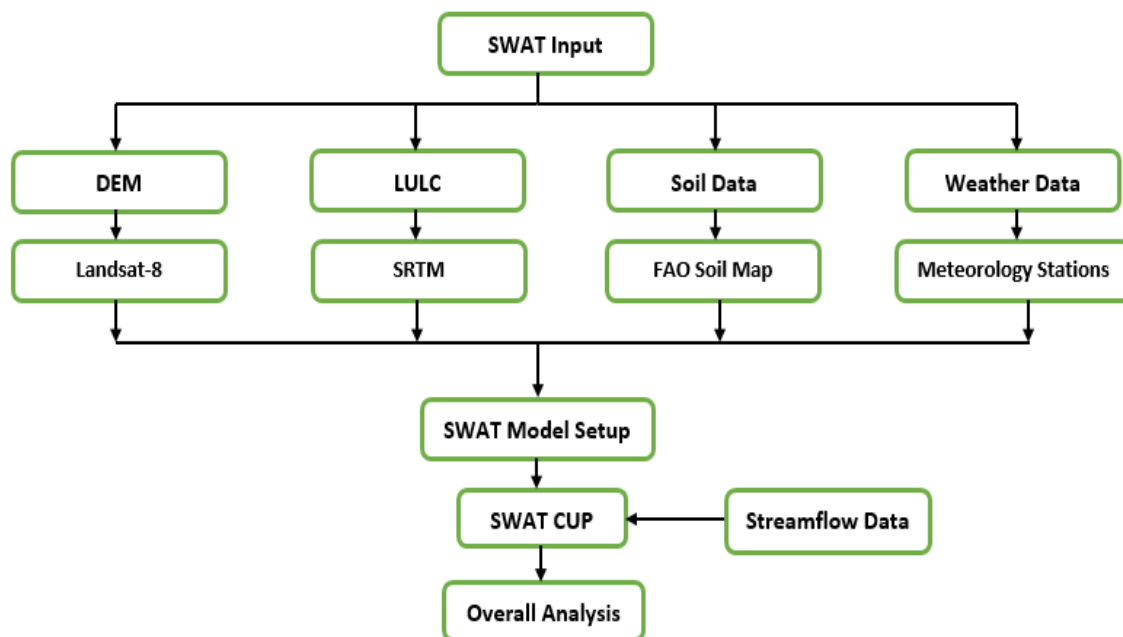 SWAT Input
DEM
LULC
Soil Data
Weather Data
Landsat-8
SRTM
FAO Soil Map
Meteorology Stations
SWAT Model Setup
SWAT CUP
Streamflow Data
Overall Analysis